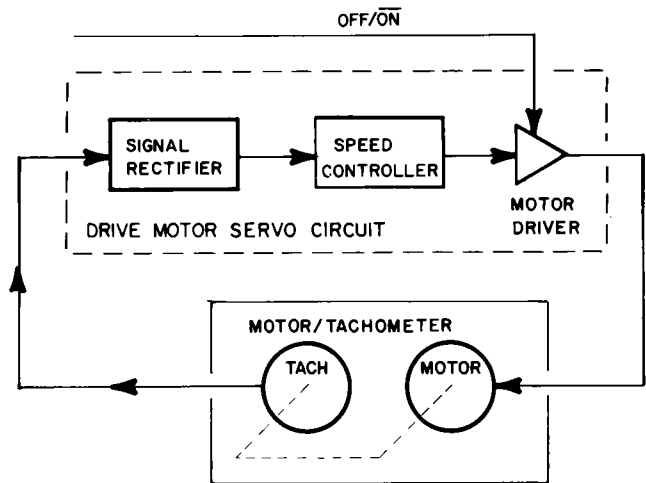 OFF/ON
SIGNAL
RECTIFIER
SPEED
CONTROLLER
MOTOR
DRIVER
DRIVE MOTOR SERVO CIRCUIT
MOTOR/TACHOMETER
TACH
MOTOR